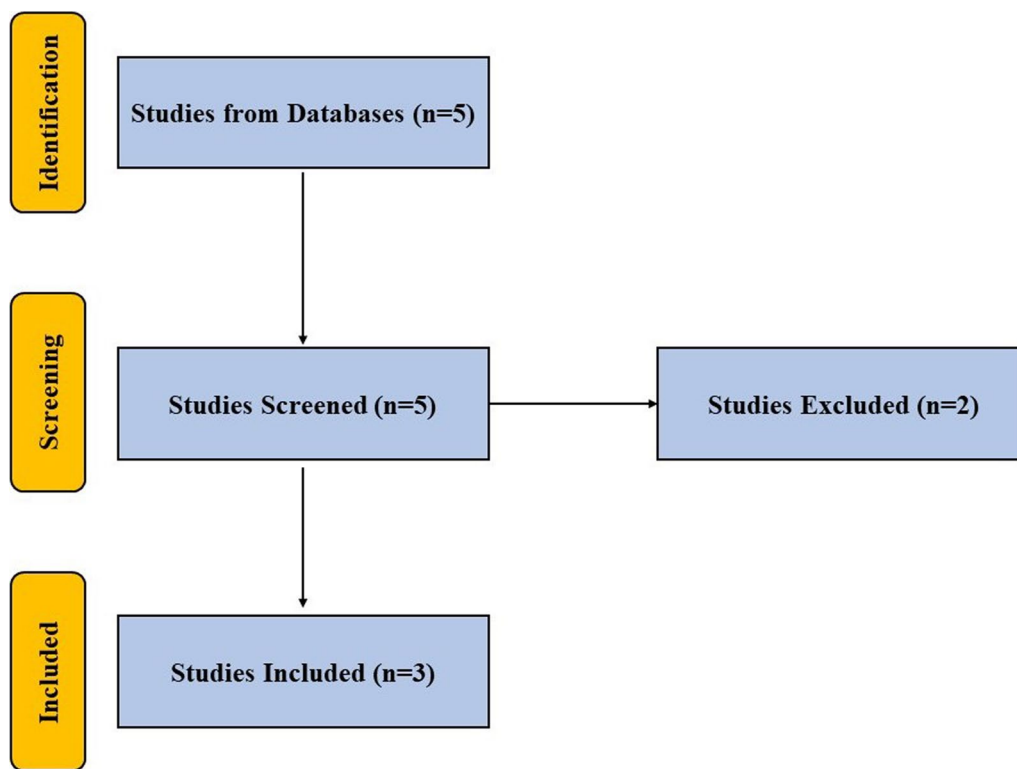 Identification
Studies from Databases (n=5)
Screening
Studies Screened (n=5)
Studies Excluded (n=2)
Included
Studies Included (n=3)